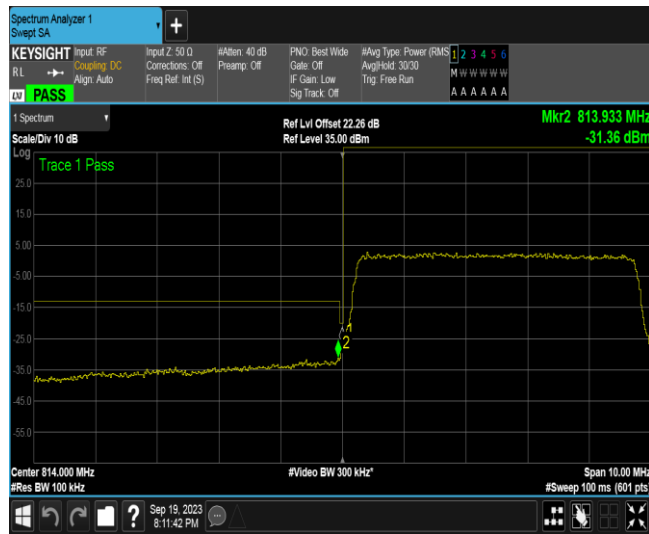 Spectrum Analyzer 1
Swept SA
KEYSIGHT
RL
LXI PASS
Input: RF
Coupling: DC
Align: Auto
Input Z: 50 Ω
Corrections: Off
Freq Ref: Int (S)
#Atten: 40 dB
Preamp: Off
PNO: Best Wide
Gate: Off
IF Gain: Low
Sig Track: Off
#Avg Type: Power (RMS
Avg|Hold: 30/30
Trig: Free Run
1 2 3 4 5 6
M W W W W W
A A A A A A
1 Spectrum
Scale/Div 10 dB
Log
Ref Lvl Offset 22.26 dB
Ref Level 35.00 dBm
Mkr2 813.933 MHz
-31.36 dBm
Trace 1 Pass
25.0
15.0
5.00
-5.00
-15.0
-25.0
-35.0
-45.0
-55.0
2
Center 814.000 MHz
#Res BW 100 kHz
#Video BW 300 kHz*
Span 10.00 MHz
#Sweep 100 ms (601 pts
?
Sep 19, 2023
8:11:42 PM